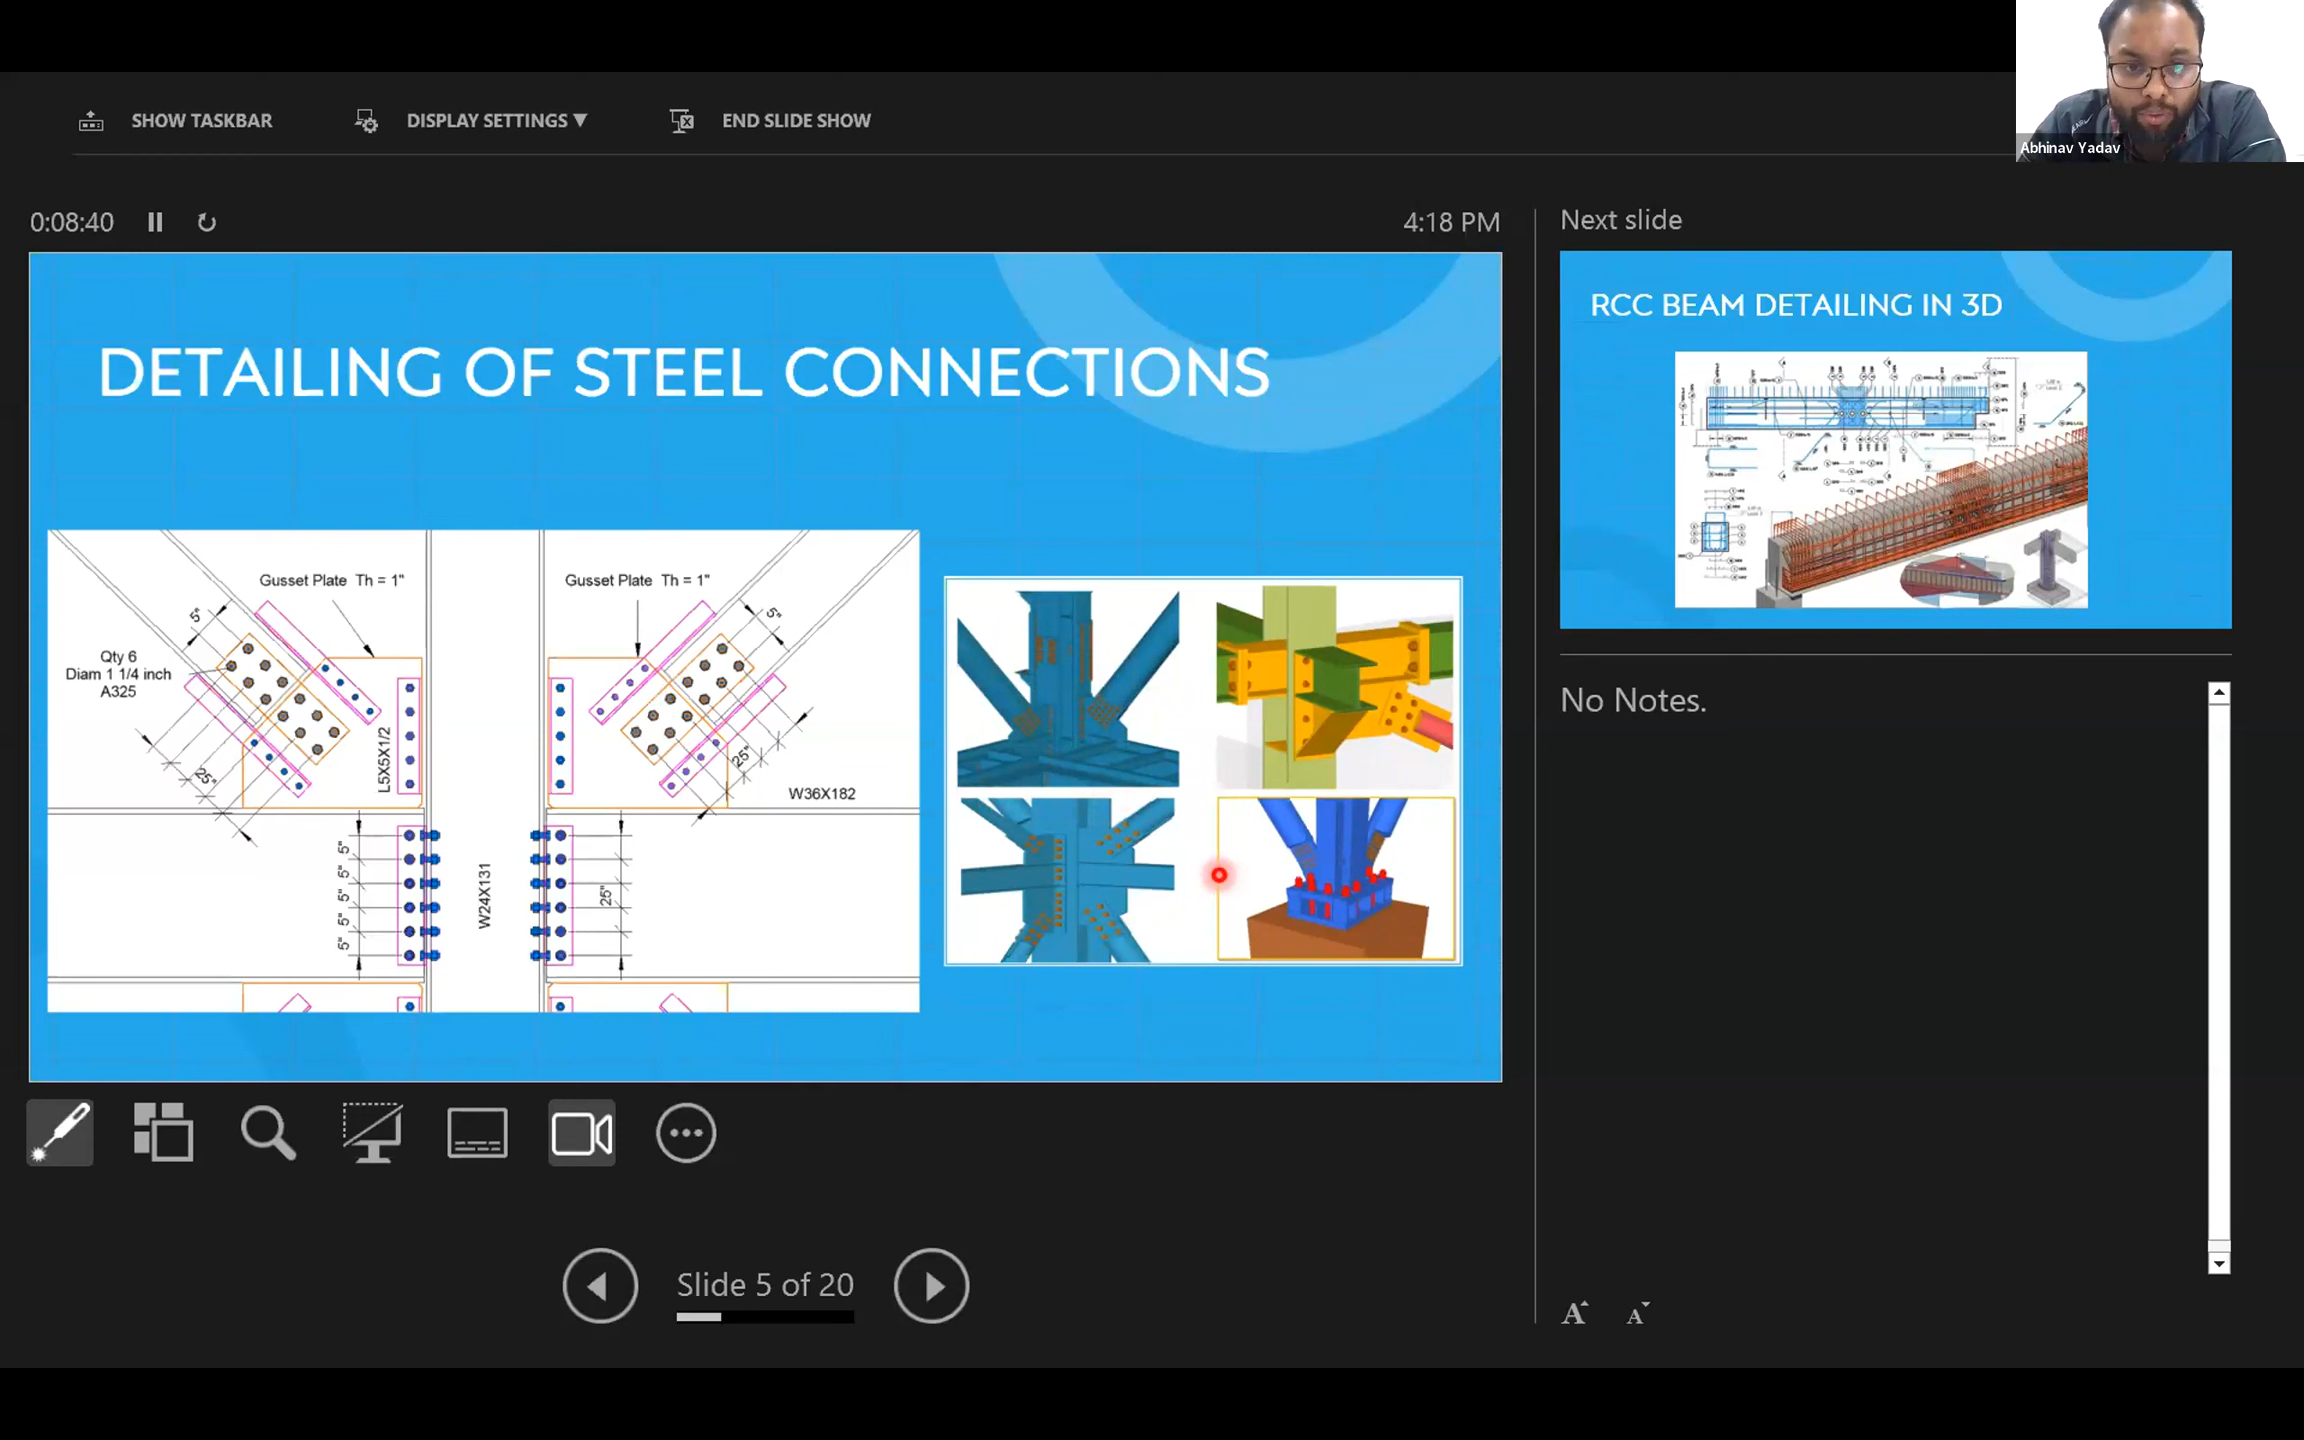 SHOW TASKBAR
DISPLAY SETTINGS ▼
END SLIDE SHOW
Abhinav Yadav
0:08:40
4:18 PM
Next slide
DETAILING OF STEEL CONNECTIONS
Gusset Plate Th = 1"
Gusset Plate Th = 1"
5"
5"
Qty 6
Diam 1 1/4 inch
A325
L5X5X1/2
25"
25"
W36X182
5"
5"
5"
5"
5"
W24X131
25"
RCC BEAM DETAILING IN 3D
No Notes.
Slide 5 of 20
A
A